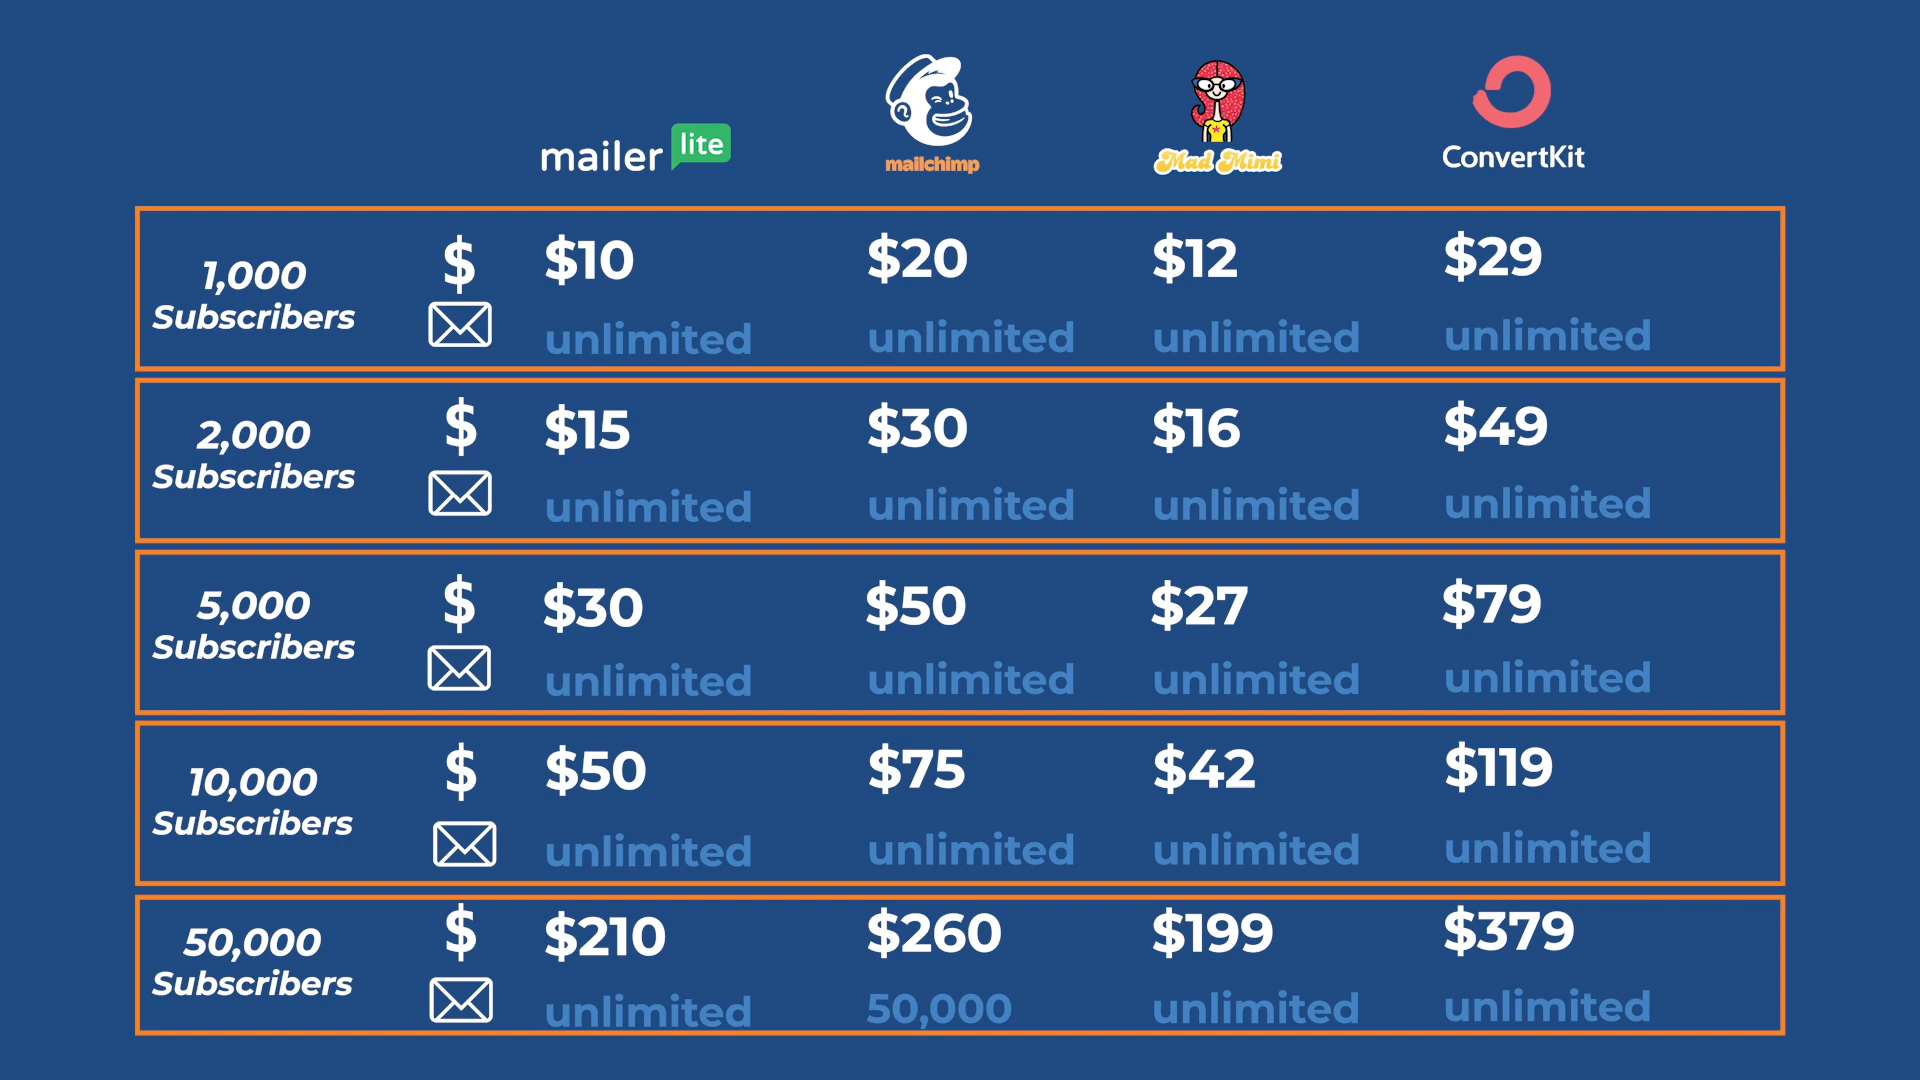 mailer lite
mailchimp
Mad Mimi
ConvertKit
1,000
Subscribers
$
$10
$20
$12
$29
unlimited
unlimited
unlimited
unlimited
2,000
Subscribers
$
$15
$30
$16
$49
unlimited
unlimited
unlimited
unlimited
5,000
Subscribers
$
$30
$50
$27
$79
unlimited
unlimited
unlimited
unlimited
10,000
Subscribers
$
$50
$75
$42
$119
unlimited
unlimited
unlimited
unlimited
50,000
Subscribers
$
$210
$260
$199
$379
unlimited
50,000
unlimited
unlimited